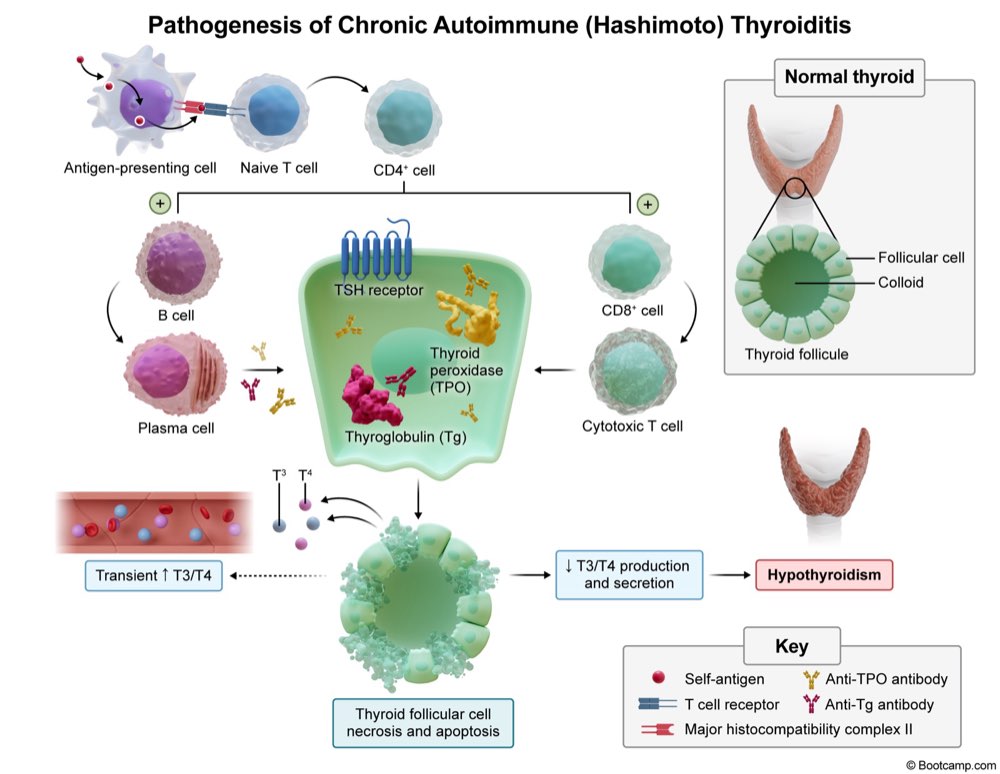 Pathogenesis of Chronic Autoimmune (Hashimoto) Thyroiditis
Antigen-presenting cell
Naive T cell
CD4⁺ cell
Normal thyroid
Follicular cell
Colloid
Thyroid follicule
+
+
B cell
Plasma cell
TSH receptor
Thyroid
peroxidase
(TPO)
Thyroglobulin (Tg)
CD8⁺ cell
Cytotoxic T cell
T³ T⁴
Transient ↑ T3/T4
↓ T3/T4 production
and secretion
Hypothyroidism
Thyroid follicular cell
necrosis and apoptosis
Key
Self-antigen
Anti-TPO antibody
T cell receptor
Anti-Tg antibody
Major histocompatibility complex II
© Bootcamp.com